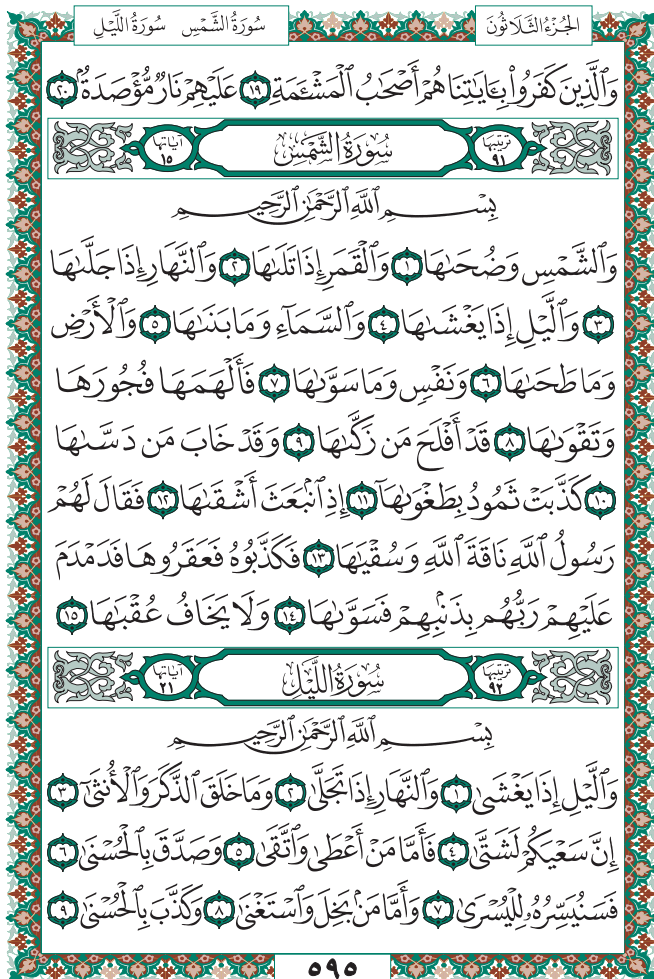 الجُزْءُ الثَّلَاثُونَ
سُورَةُ الشَّمْسِ سُورَةُ اللَّيْلِ
وَٱلَّذِينَ كَفَرُواْ بِـَٔايَٰتِنَا هُمْ أَصْحَٰبُ ٱلْمَشْـَٔمَةِ ١٩ عَلَيْهِمْ نَارٌ مُّؤْصَدَةٌۢ ٢٠
ترتيبها ٩١ سُورَةُ الشَّمْسِ آياتها ١٥
بِسْمِ ٱللَّهِ ٱلرَّحْمَٰنِ ٱلرَّحِيمِ
وَٱلشَّمْسِ وَضُحَىٰهَا ١ وَٱلْقَمَرِ إِذَا تَلَىٰهَا ٢ وَٱلنَّهَارِ إِذَا جَلَّىٰهَا
٣ وَٱلَّيْلِ إِذَا يَغْشَىٰهَا ٤ وَٱلسَّمَآءِ وَمَا بَنَىٰهَا ٥ وَٱلْأَرْضِ
وَمَا طَحَىٰهَا ٦ وَنَفْسٍ وَمَا سَوَّىٰهَا ٧ فَأَلْهَمَهَا فُجُورَهَا
وَتَقْوَىٰهَا ٨ قَدْ أَفْلَحَ مَن زَكَّىٰهَا ٩ وَقَدْ خَابَ مَن دَسَّىٰهَا
١٠ كَذَّبَتْ ثَمُودُ بِطَغْوَىٰهَآ ١١ إِذِ ٱنۢبَعَثَ أَشْقَىٰهَا ١٢ فَقَالَ لَهُمْ
رَسُولُ ٱللَّهِ نَاقَةَ ٱللَّهِ وَسُقْيَٰهَا ١٣ فَكَذَّبُوهُ فَعَقَرُوهَا فَدَمْدَمَ
عَلَيْهِمْ رَبُّهُم بِذَنۢبِهِمْ فَسَوَّىٰهَا ١٤ وَلَا يَخَافُ عُقْبَٰهَا ١٥
ترتيبها ٩٢ سُورَةُ اللَّيْلِ آياتها ٢١
بِسْمِ ٱللَّهِ ٱلرَّحْمَٰنِ ٱلرَّحِيمِ
وَٱلَّيْلِ إِذَا يَغْشَىٰ ١ وَٱلنَّهَارِ إِذَا تَجَلَّىٰ ٢ وَمَا خَلَقَ ٱلذَّكَرَ وَٱلْأُنثَىٰٓ ٣
إِنَّ سَعْيَكُمْ لَشَتَّىٰ ٤ فَأَمَّا مَنْ أَعْطَىٰ وَٱتَّقَىٰ ٥ وَصَدَّقَ بِٱلْحُسْنَىٰ ٦
فَسَنُيَسِّرُهُۥ لِلْيُسْرَىٰ ٧ وَأَمَّا مَنۢ بَخِلَ وَٱسْتَغْنَىٰ ٨ وَكَذَّبَ بِٱلْحُسْنَىٰ ٩
٥٩٥